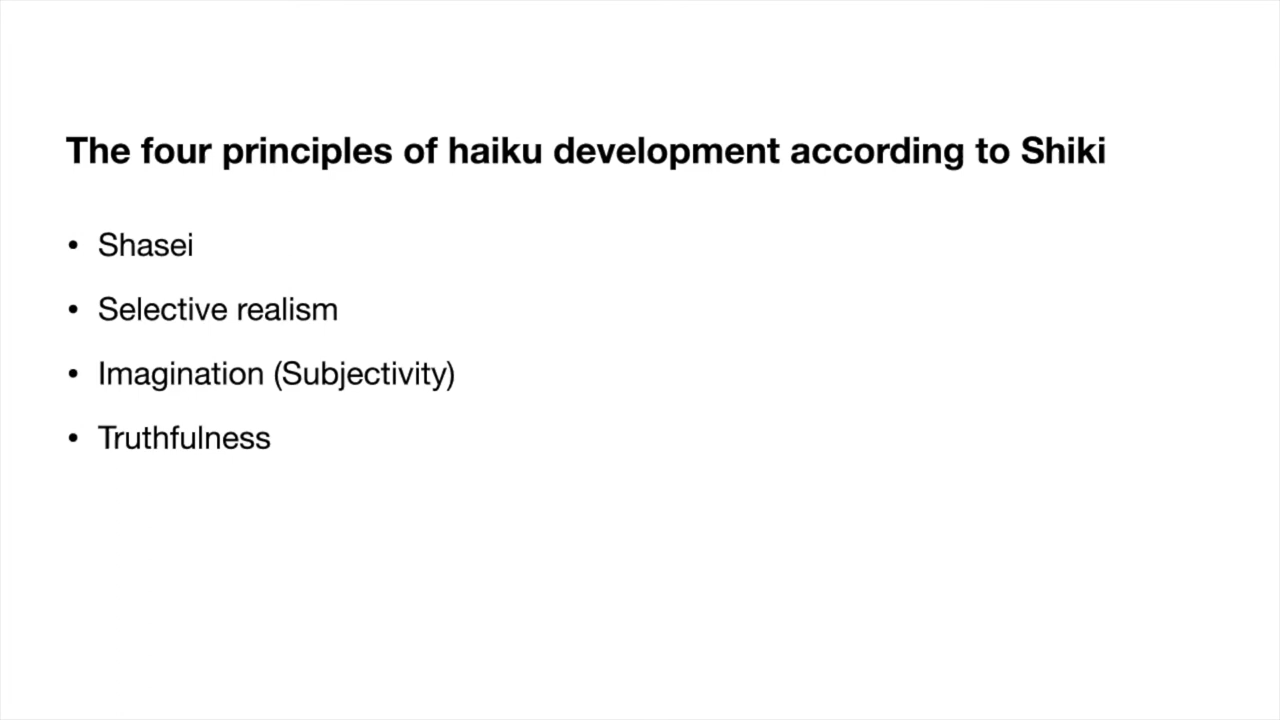 The four principles of haiku development according to Shiki
• Shasei
• Selective realism
• Imagination (Subjectivity)
• Truthfulness